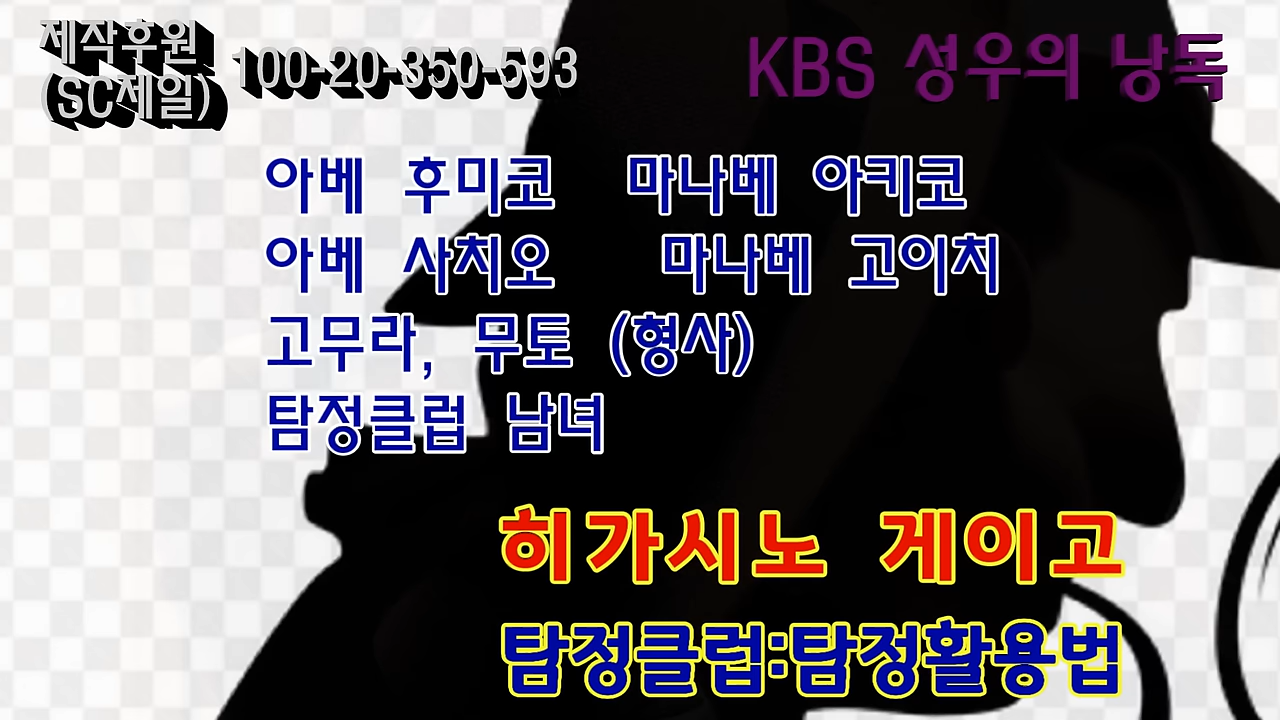 제작후원
(SC제일) 100-20-350-593
KBS 성우의 낭독
아베 후미코 마나베 아키코
아베 사치오 마나베 고이치
고무라, 무토 (형사)
탐정클럽 남녀
히가시노 게이고
탐정클럽:탐정활용법